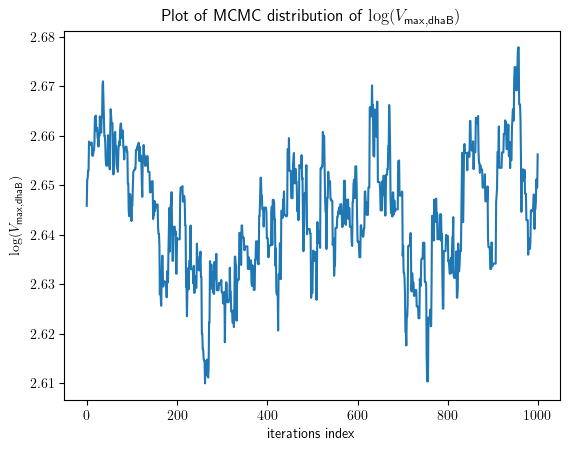 Plot of MCMC distribution of log(V_max,dhaB)
log(V_max,dhaB)
2.68
2.67
2.66
2.65
2.64
2.63
2.62
2.61
0 200 400 600 800 1000
iterations index